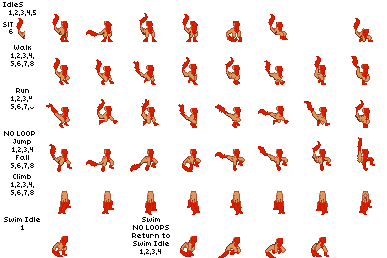 IdleS
1,2,3,4,5
SIT
6
Walk
1,2,3,4,
5,6,7,8
Run
1,2,3,4
5,6,7,8
NO LOOP
Jump
1,2,3,4
Fall
5,6,7,8
Climb
1,2,3,4,
5,6,7,8
Swim Idle
1
Swim
NO LOOPS
Return to
Swim Idle
1,2,3,4